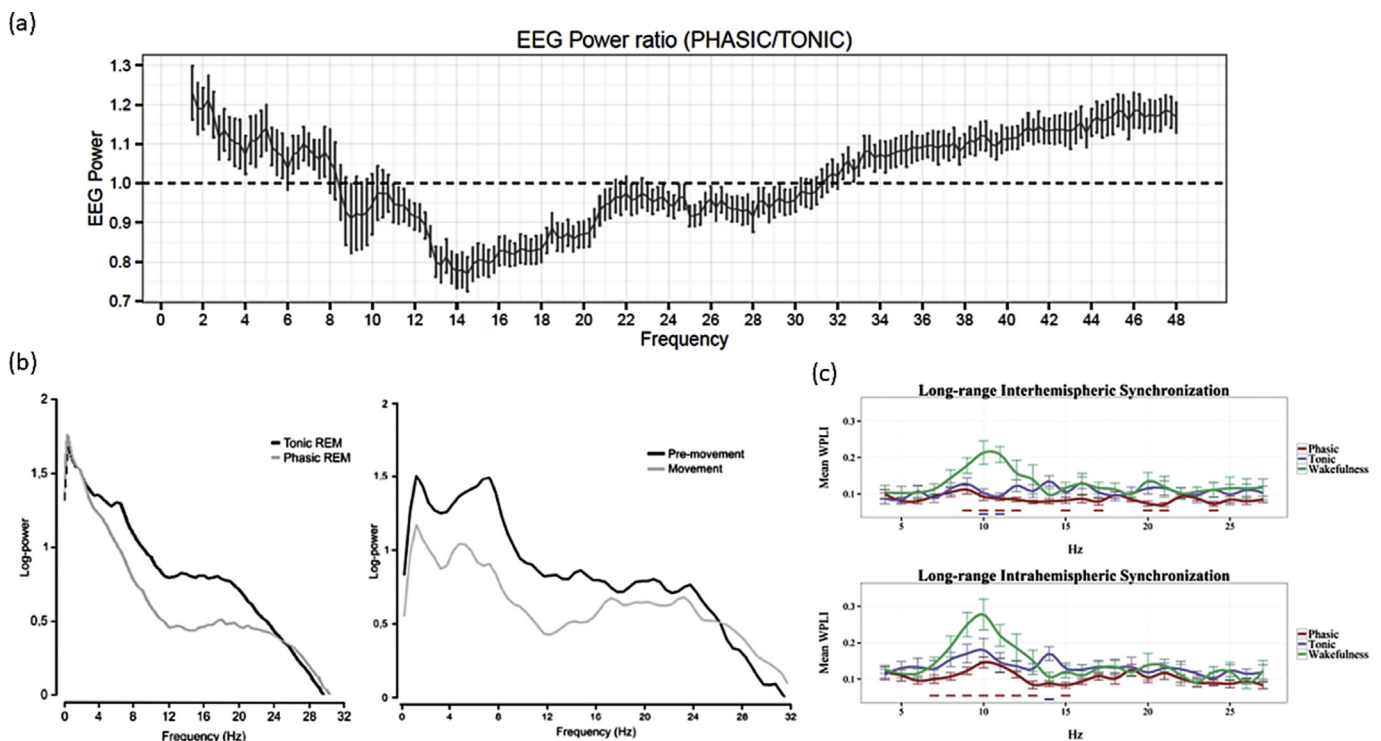 (a)
EEG Power ratio (PHASIC/TONIC)
EEG Power
1.3
1.2
1.1
1.0
0.9
0.8
0.7
0 2 4 6 8 10 12 14 16 18 20 22 24 26 28 30 32 34 36 38 40 42 44 46 48
Frequency
(b)
Log-power
2
1.5
1
0.5
0
Tonic REM
Phasic REM
0 4 8 12 16 20 24 28 32
Frequency (Hz)
Log-power
2
1.5
1
0.5
0
Pre-movement
Movement
0 4 8 12 16 20 24 28 32
Frequency (Hz)
(c)
Long-range Interhemispheric Synchronization
Mean WPLI
0.3
0.2
0.1
Phasic
Tonic
Wakefulness
5 10 15 20 25
Hz
Long-range Intrahemispheric Synchronization
Mean WPLI
0.3
0.2
0.1
Phasic
Tonic
Wakefulness
5 10 15 20 25
Hz